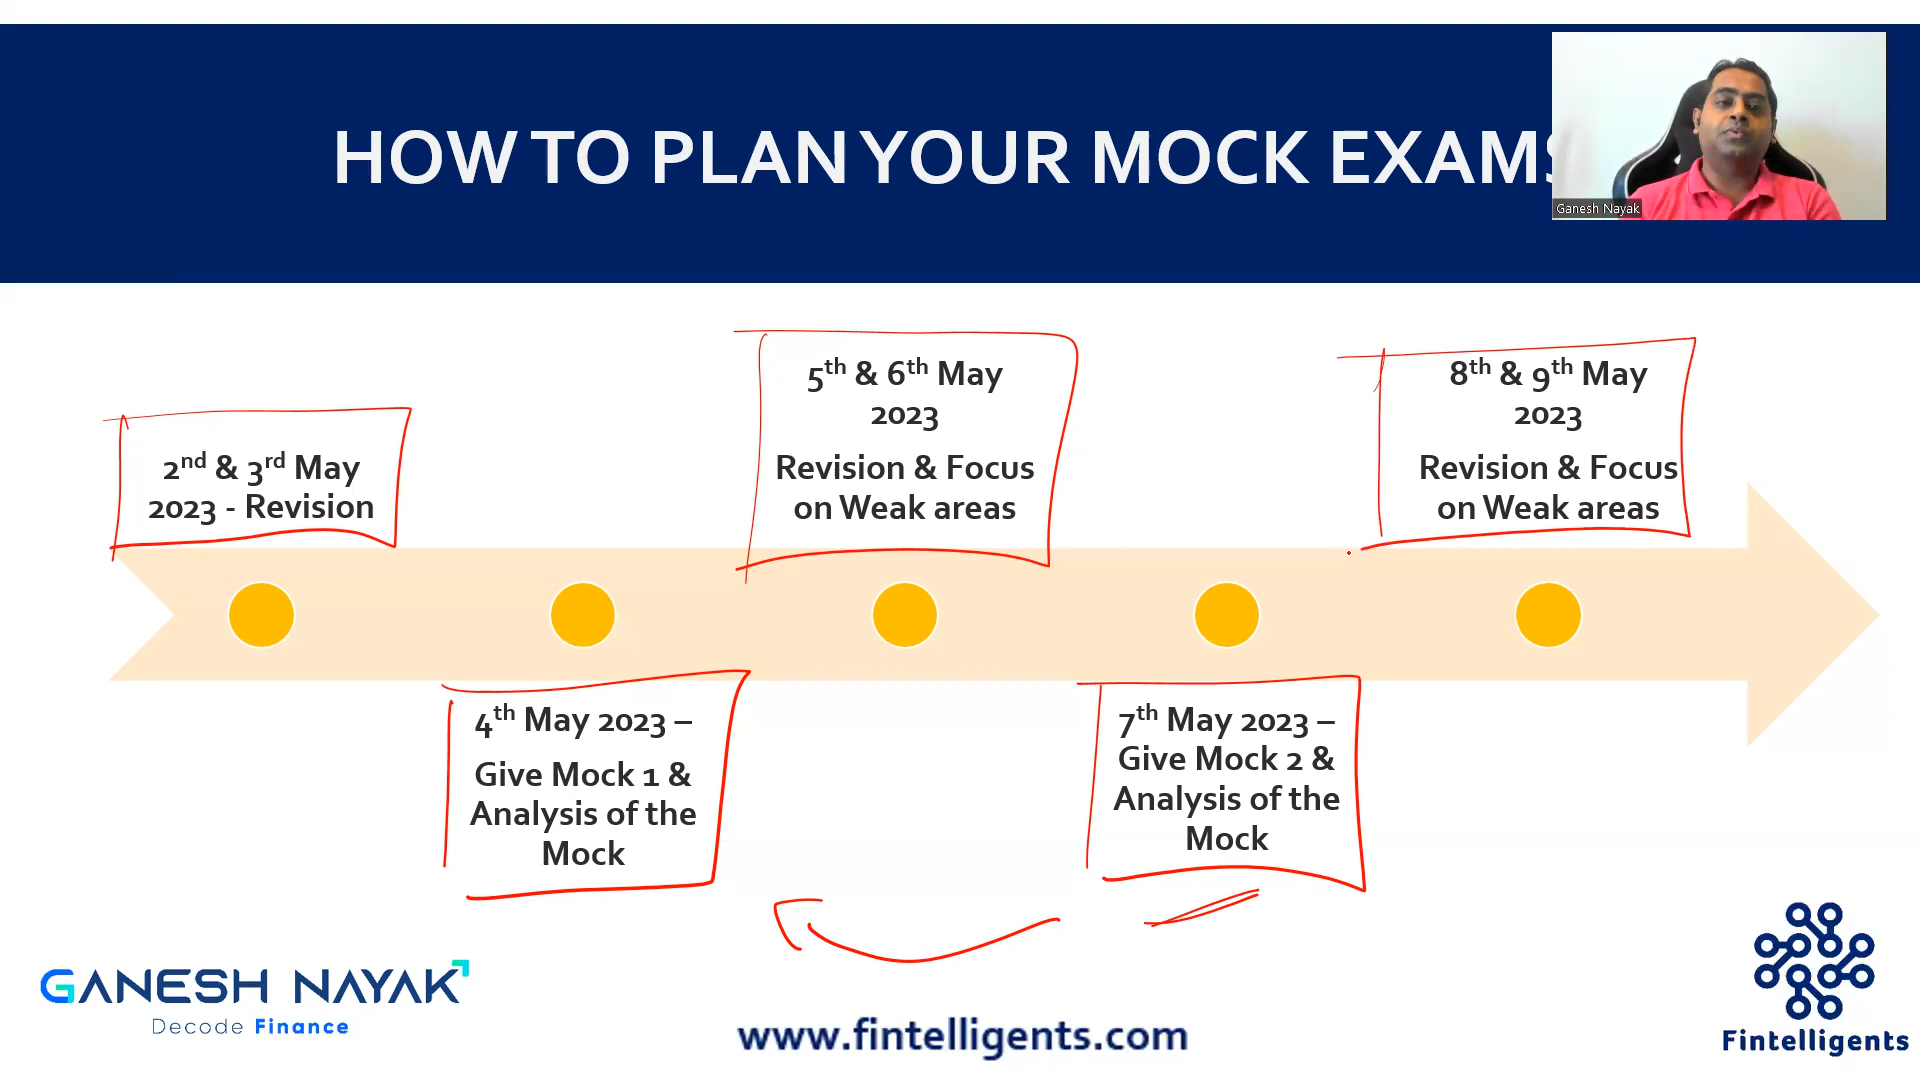 HOW TO PLAN YOUR MOCK EXAMS
Ganesh Nayak
2nd & 3rd May
2023 - Revision
4th May 2023 –
Give Mock 1 &
Analysis of the
Mock
5th & 6th May
2023
Revision & Focus
on Weak areas
7th May 2023 –
Give Mock 2 &
Analysis of the
Mock
8th & 9th May
2023
Revision & Focus
on Weak areas
GANESH NAYAK
Decode Finance
www.fintelligents.com
Fintelligents